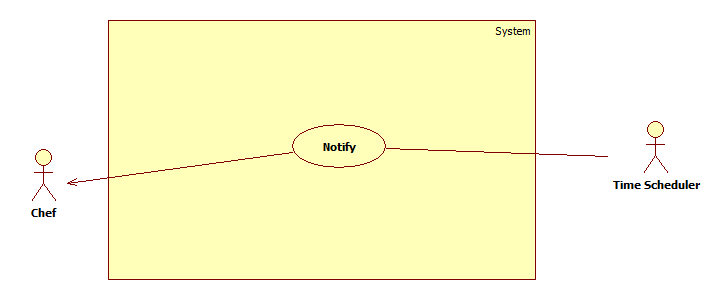 System
Notify
Chef
Time Scheduler